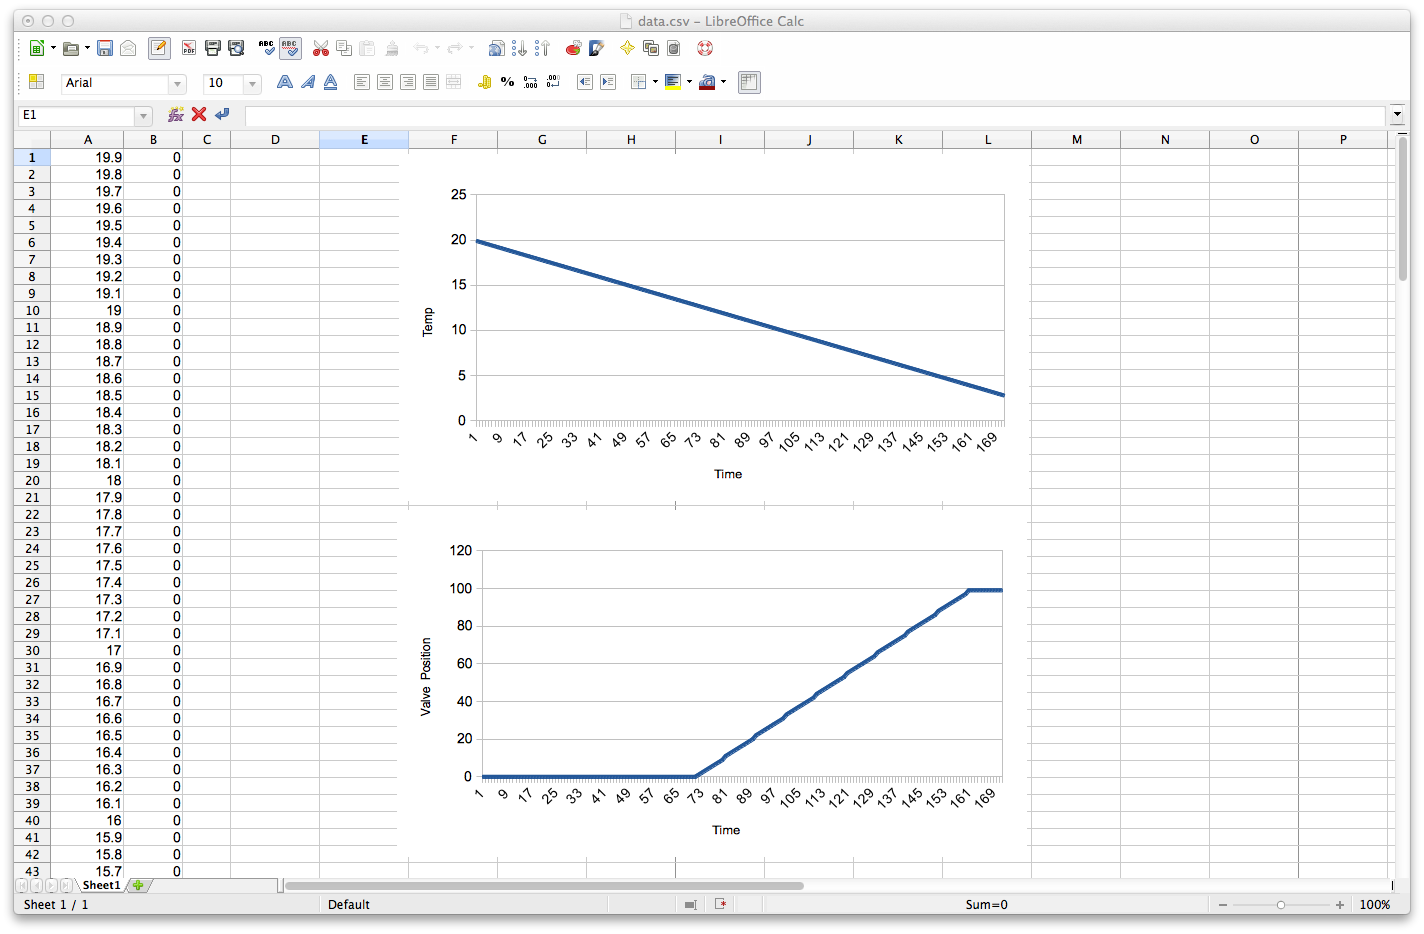 data.csv – LibreOffice Calc
Arial 10
E1
A B C D E F G H I J K L M N O P
1 19.9 0
2 19.8 0
3 19.7 0
4 19.6 0
5 19.5 0
6 19.4 0
7 19.3 0
8 19.2 0
9 19.1 0
10 19 0
11 18.9 0
12 18.8 0
13 18.7 0
14 18.6 0
15 18.5 0
16 18.4 0
17 18.3 0
18 18.2 0
19 18.1 0
20 18 0
21 17.9 0
22 17.8 0
23 17.7 0
24 17.6 0
25 17.5 0
26 17.4 0
27 17.3 0
28 17.2 0
29 17.1 0
30 17 0
31 16.9 0
32 16.8 0
33 16.7 0
34 16.6 0
35 16.5 0
36 16.4 0
37 16.3 0
38 16.2 0
39 16.1 0
40 16 0
41 15.9 0
42 15.8 0
43 15.7 0
25
20
15
10
5
0
Temp
1 9 17 25 33 41 49 57 65 73 81 89 97 105 113 121 129 137 145 153 161 169
Time
120
100
80
60
40
20
0
Valve Position
1 9 17 25 33 41 49 57 65 73 81 89 97 105 113 121 129 137 145 153 161 169
Time
Sheet1
Sheet 1 / 1 Default Sum=0 100%